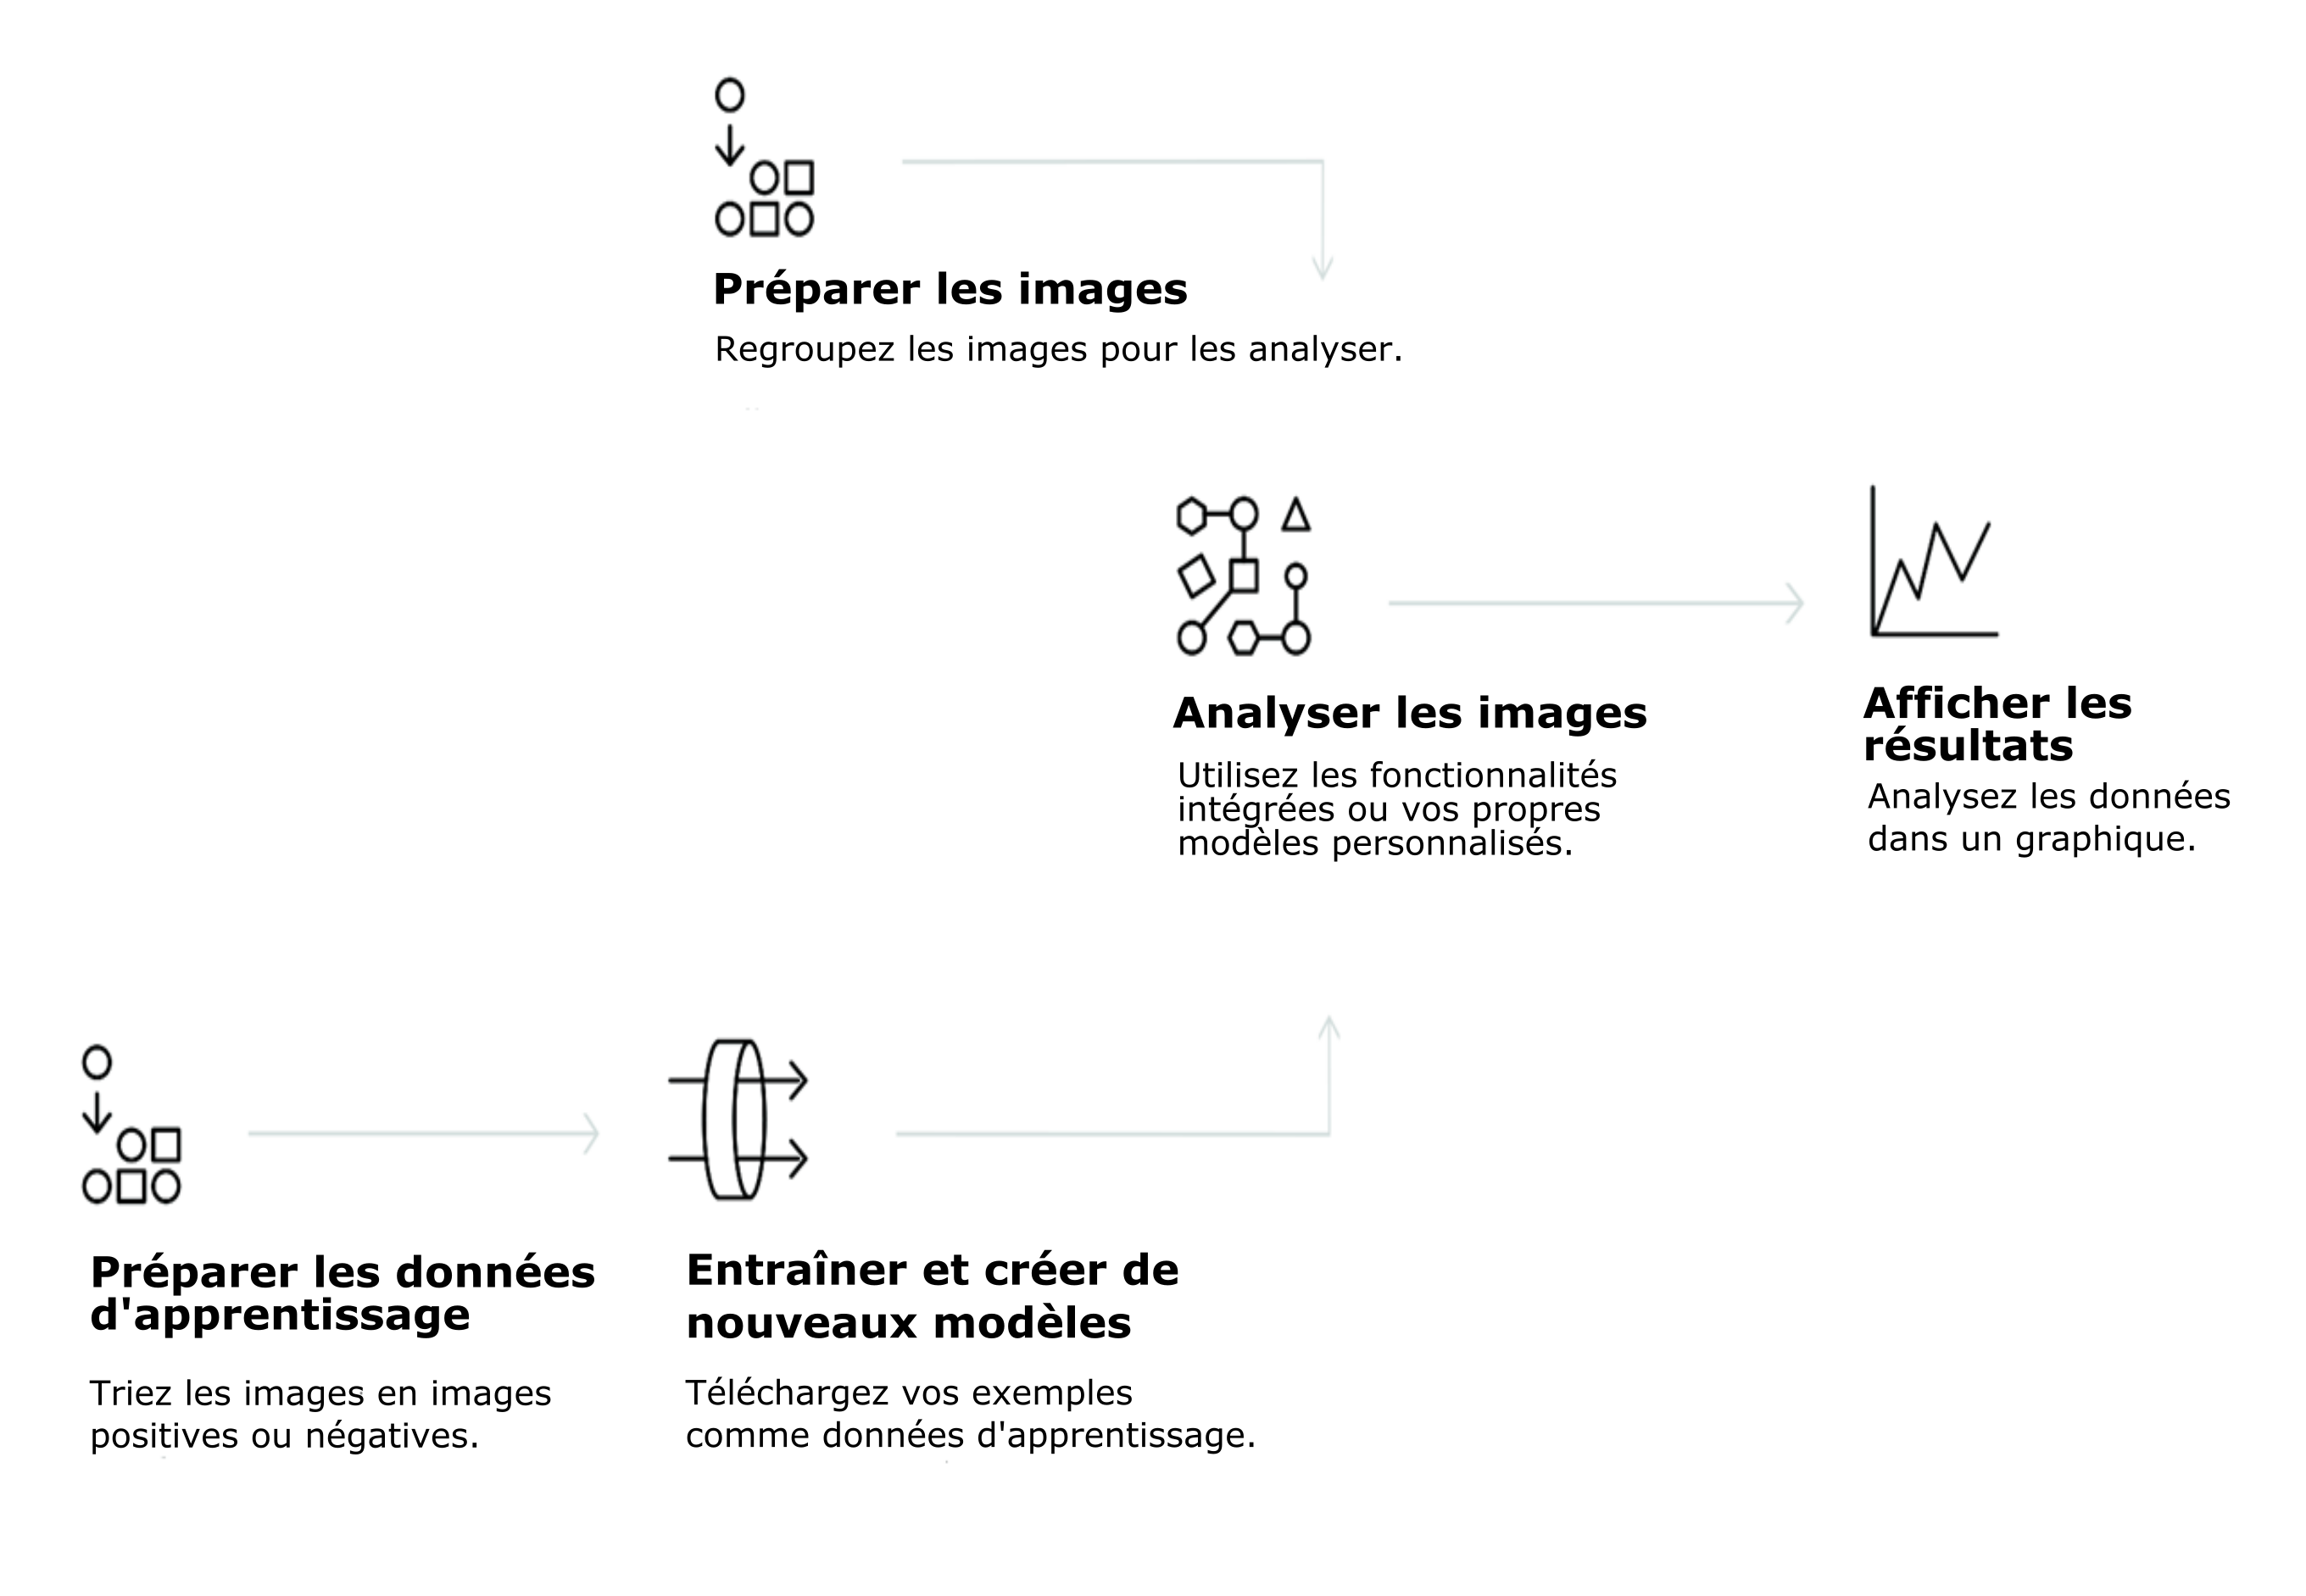 Préparer les images
Regroupez les images pour les analyser.
Analyser les images
Utilisez les fonctionnalités
intégrées ou vos propres
modèles personnalisés.
Afficher les
résultats
Analysez les données
dans un graphique.
Préparer les données
d'apprentissage
Triez les images en images
positives ou négatives.
Entraîner et créer de
nouveaux modèles
Téléchargez vos exemples
comme données d'apprentissage.